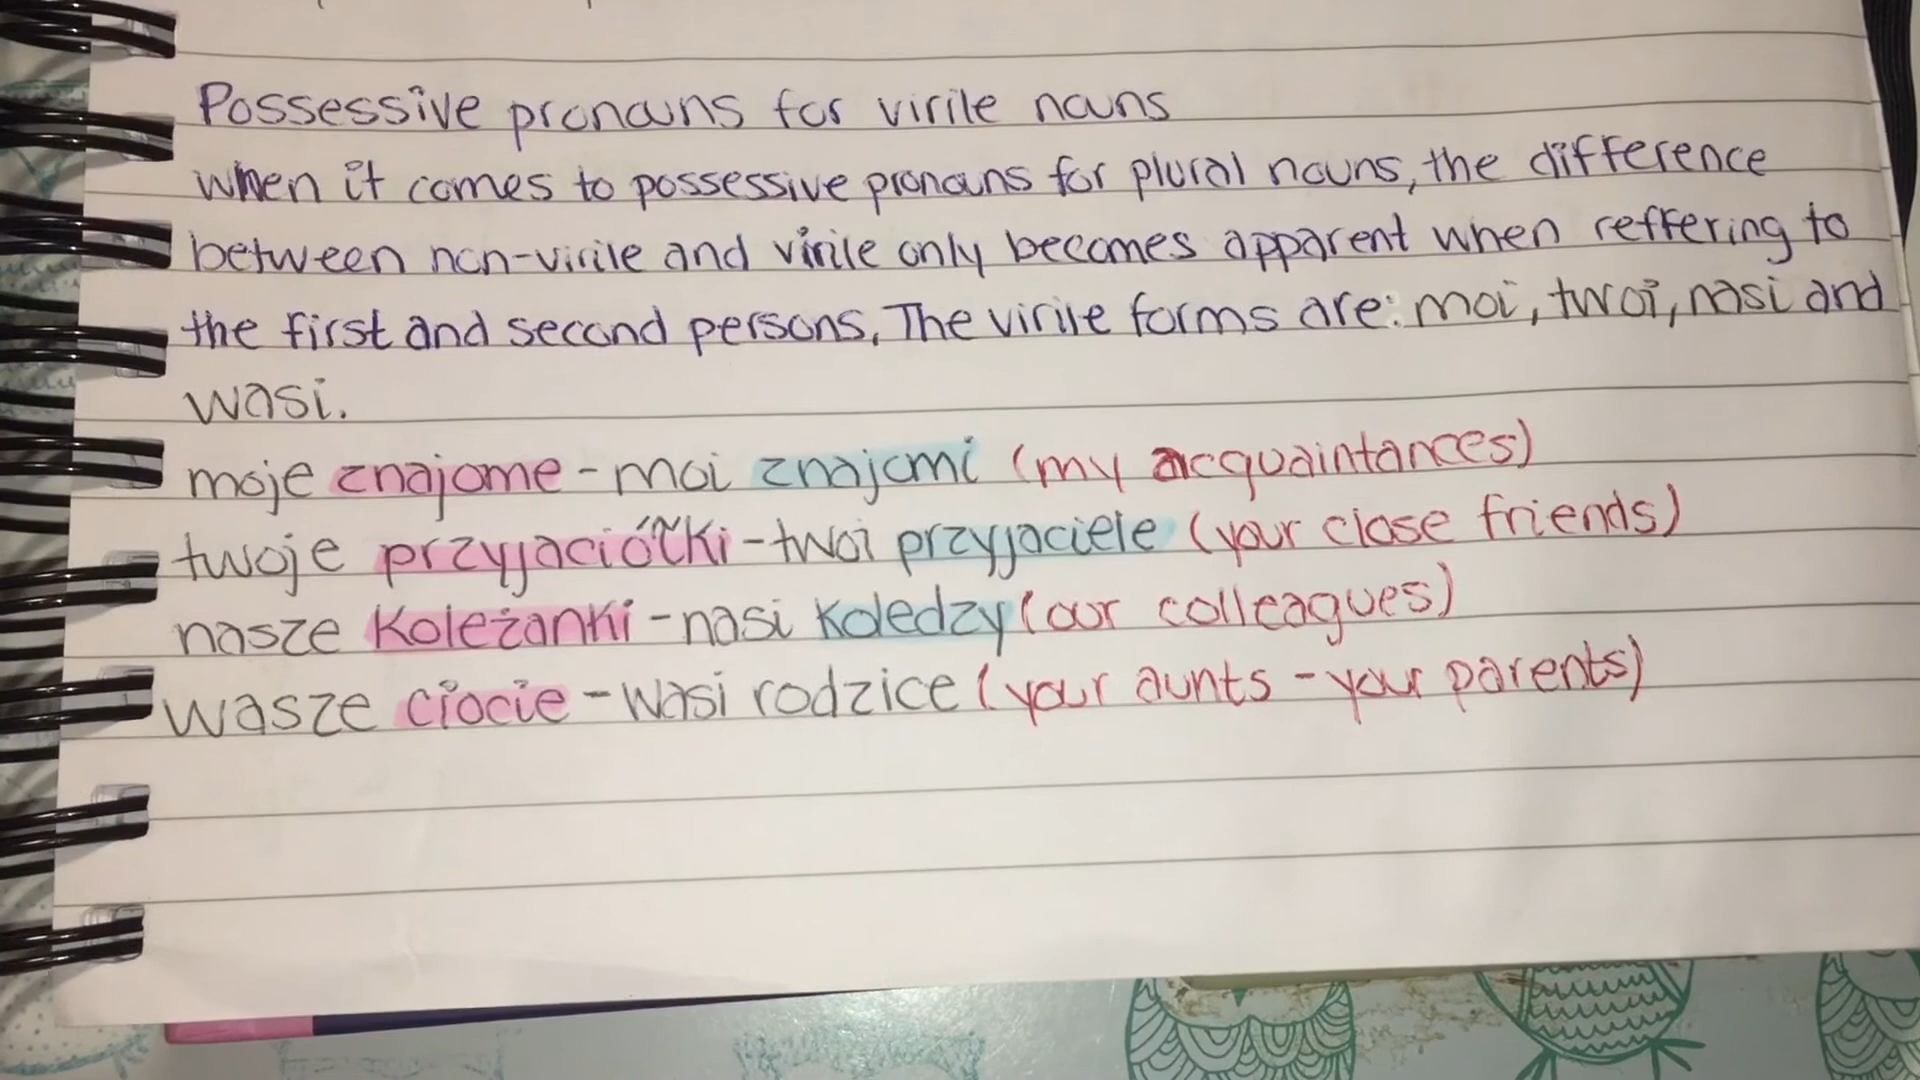 Possessive pronouns for virile nouns
when it comes to possessive pronouns for plural nouns, the difference
between non-virile and virile only becomes apparent when reffering to
the first and second persons. The virile forms are: moi, twoi, nasi and
wasi.
moje znajome - moi znajomi (my acquaintances)
twoje przyjaciółki - twoi przyjaciele (your close friends)
nasze koleżanki - nasi koledzy (our colleagues)
wasze ciocie - wasi rodzice (your aunts - your parents)